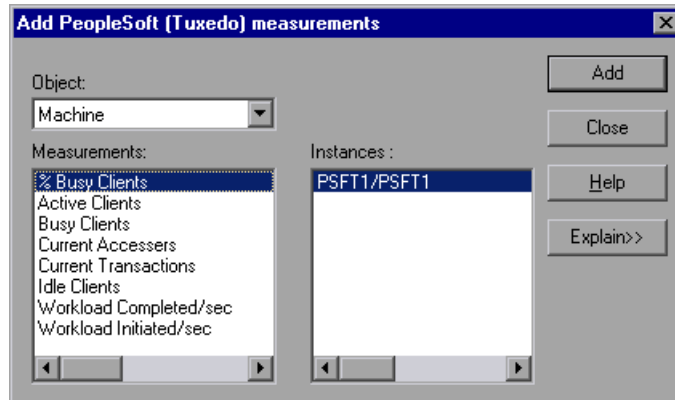 Add PeopleSoft (Tuxedo) measurements
Object:
Machine
Measurements:
% Busy Clients
Active Clients
Busy Clients
Current Accessers
Current Transactions
Idle Clients
Workload Completed/sec
Workload Initiated/sec
Instances :
PSFT1/PSFT1
Add
Close
Help
Explain>>